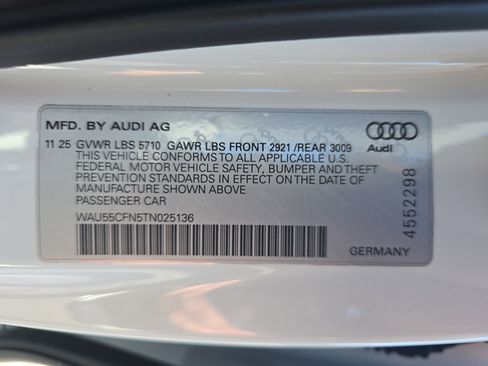 MFD. BY AUDI AG
Audi
11 25 GVWR LBS 5710 GAWR LBS FRONT 2921 /REAR 3009
THIS VEHICLE CONFORMS TO ALL APPLICABLE U.S.
FEDERAL MOTOR VEHICLE SAFETY, BUMPER AND THEFT
PREVENTION STANDARDS IN EFFECT ON THE DATE OF
MANUFACTURE SHOWN ABOVE
PASSENGER CAR
WAU55CFN5TN025136
4552298
GERMANY